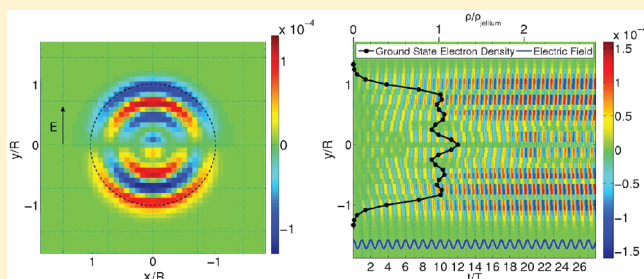 x 10⁻⁴
1
E
0
-1
y/R
1 0 -1
x/R
1
0
-1
ρ/ρjellium
0 1 2
Ground State Electron Density Electric Field
1
0
-1
y/R
2 4 6 8 10 12 14 16 18 20 22 24 26
t/T
x 10⁻⁴
1.5
1
0.5
0
-0.5
-1
-1.5